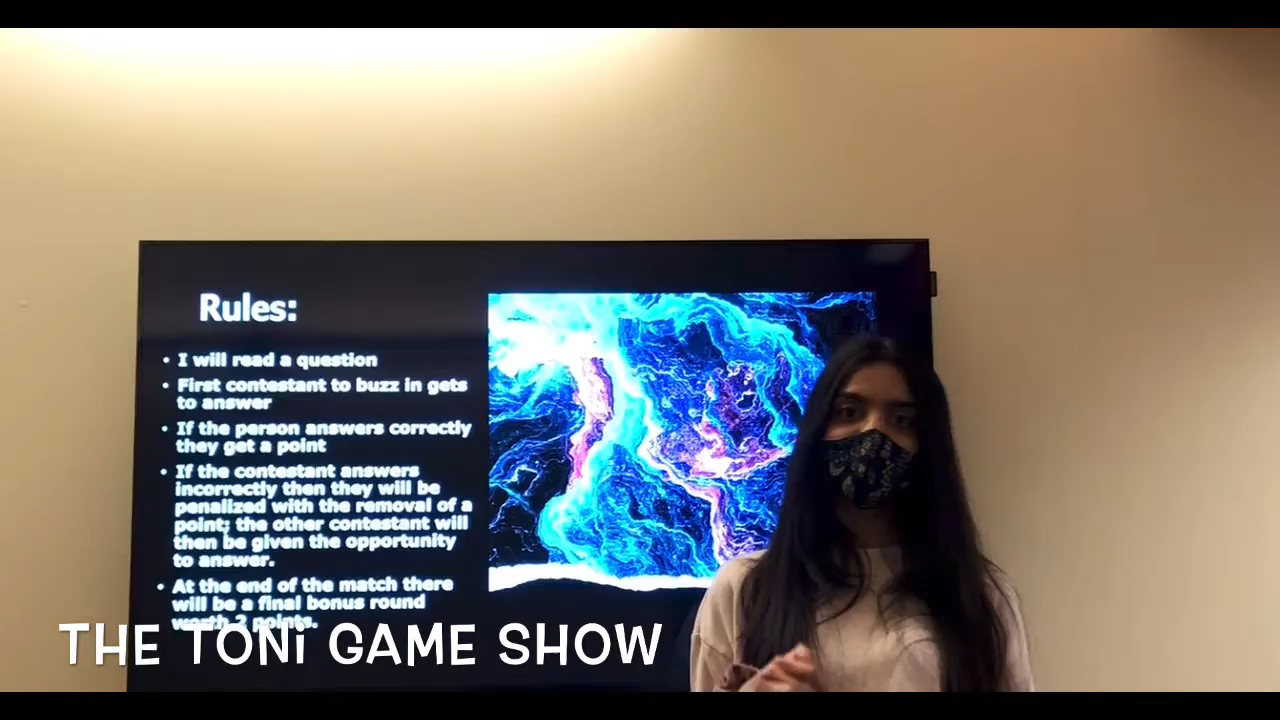 Rules:
• I will read a question
• First contestant to buzz in gets
to answer
• If the person answers correctly
they get a point
• If the contestant answers
incorrectly then they will be
penalized with the removal of a
point; the other contestant will
then be given the opportunity
to answer.
• At the end of the match there
will be a final bonus round
worth 2 points.
THE TONi GAME SHOW